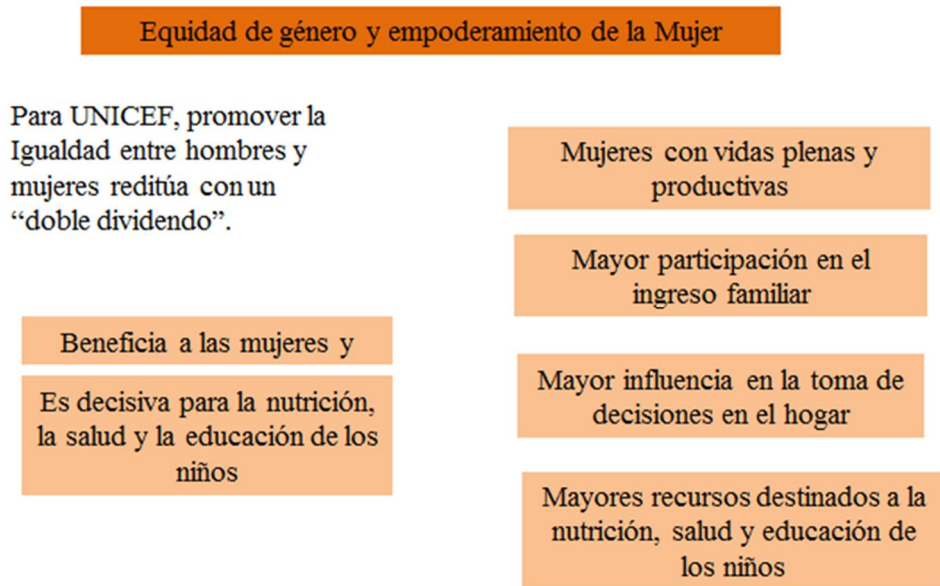 Equidad de género y empoderamiento de la Mujer
Para UNICEF, promover la
Igualdad entre hombres y
mujeres reditúa con un
“doble dividendo”.
Beneficia a las mujeres y
Es decisiva para la nutrición,
la salud y la educación de los
niños
Mujeres con vidas plenas y
productivas
Mayor participación en el
ingreso familiar
Mayor influencia en la toma de
decisiones en el hogar
Mayores recursos destinados a la
nutrición, salud y educación de
los niños